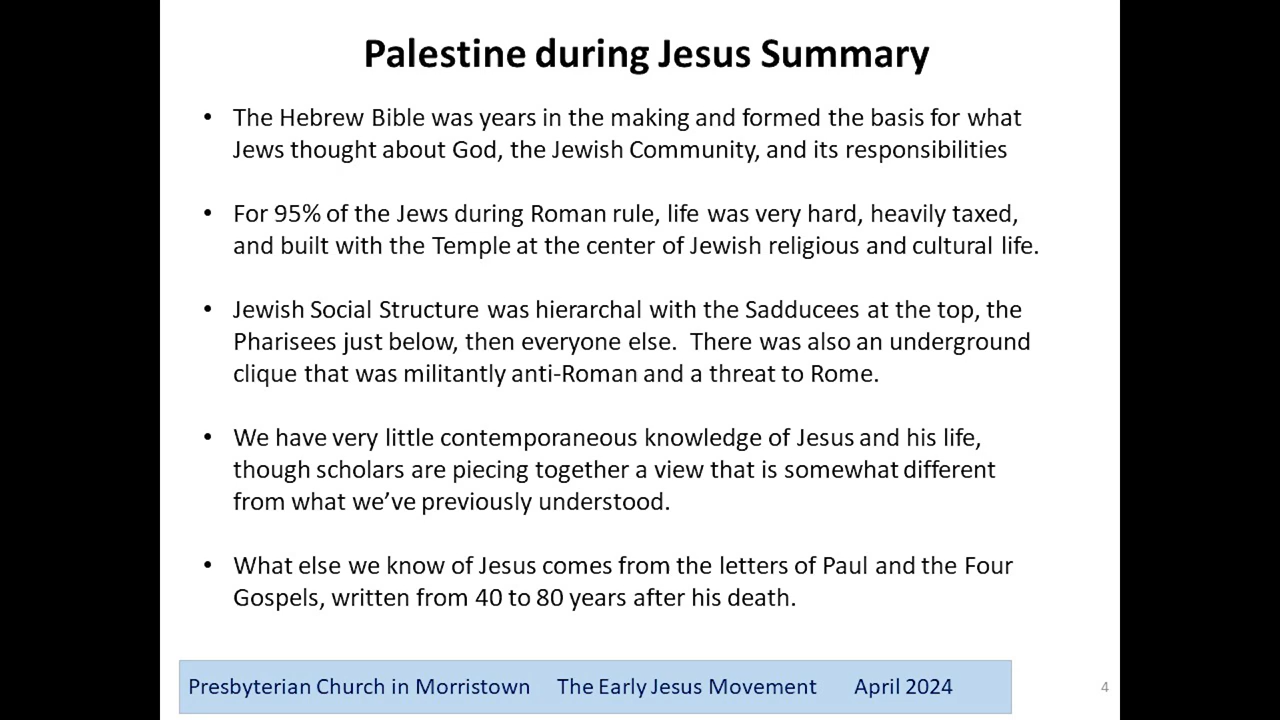 Palestine during Jesus Summary
• The Hebrew Bible was years in the making and formed the basis for what
Jews thought about God, the Jewish Community, and its responsibilities
• For 95% of the Jews during Roman rule, life was very hard, heavily taxed,
and built with the Temple at the center of Jewish religious and cultural life.
• Jewish Social Structure was hierarchal with the Sadducees at the top, the
Pharisees just below, then everyone else.  There was also an underground
clique that was militantly anti-Roman and a threat to Rome.
• We have very little contemporaneous knowledge of Jesus and his life,
though scholars are piecing together a view that is somewhat different
from what we’ve previously understood.
• What else we know of Jesus comes from the letters of Paul and the Four
Gospels, written from 40 to 80 years after his death.
Presbyterian Church in Morristown    The Early Jesus Movement    April 2024
4